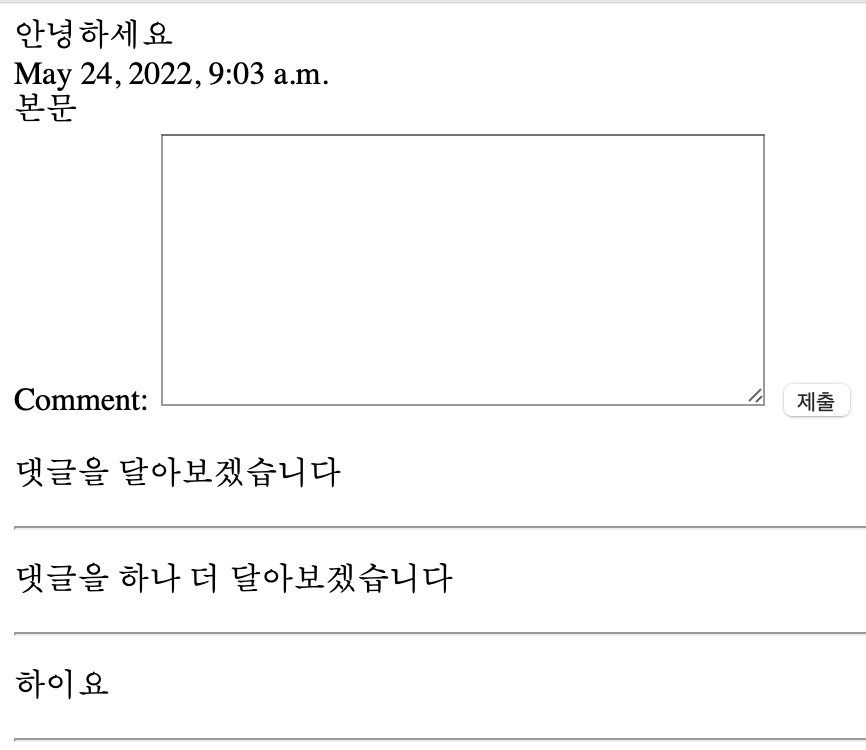 안녕하세요
May 24, 2022, 9:03 a.m.
본문
Comment: 제출
댓글을 달아보겠습니다
댓글을 하나 더 달아보겠습니다
하이요